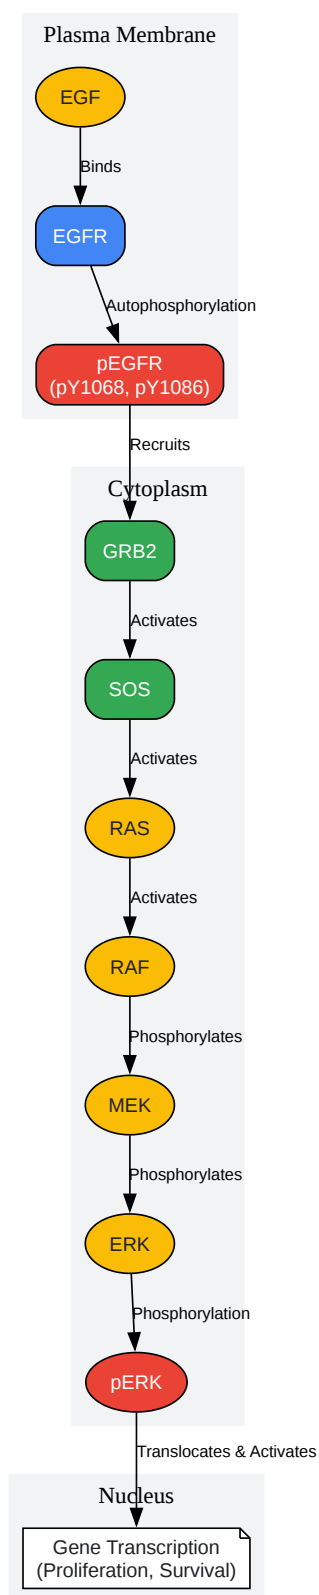 Plasma Membrane
EGF
Binds
EGFR
Autophosphorylation
pEGFR
(pY1068, pY1086)
Recruits
Cytoplasm
GRB2
Activates
SOS
Activates
RAS
Activates
RAF
Phosphorylates
MEK
Phosphorylates
ERK
Phosphorylation
pERK
Translocates & Activates
Nucleus
Gene Transcription
(Proliferation, Survival)